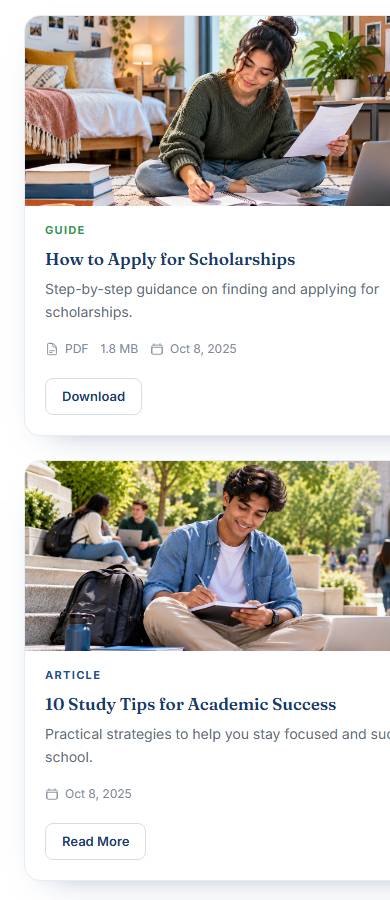 GUIDE
How to Apply for Scholarships
Step-by-step guidance on finding and applying for
scholarships.
PDF 1.8 MB Oct 8, 2025
Download
ARTICLE
10 Study Tips for Academic Success
Practical strategies to help you stay focused and
school.
Oct 8, 2025
Read More